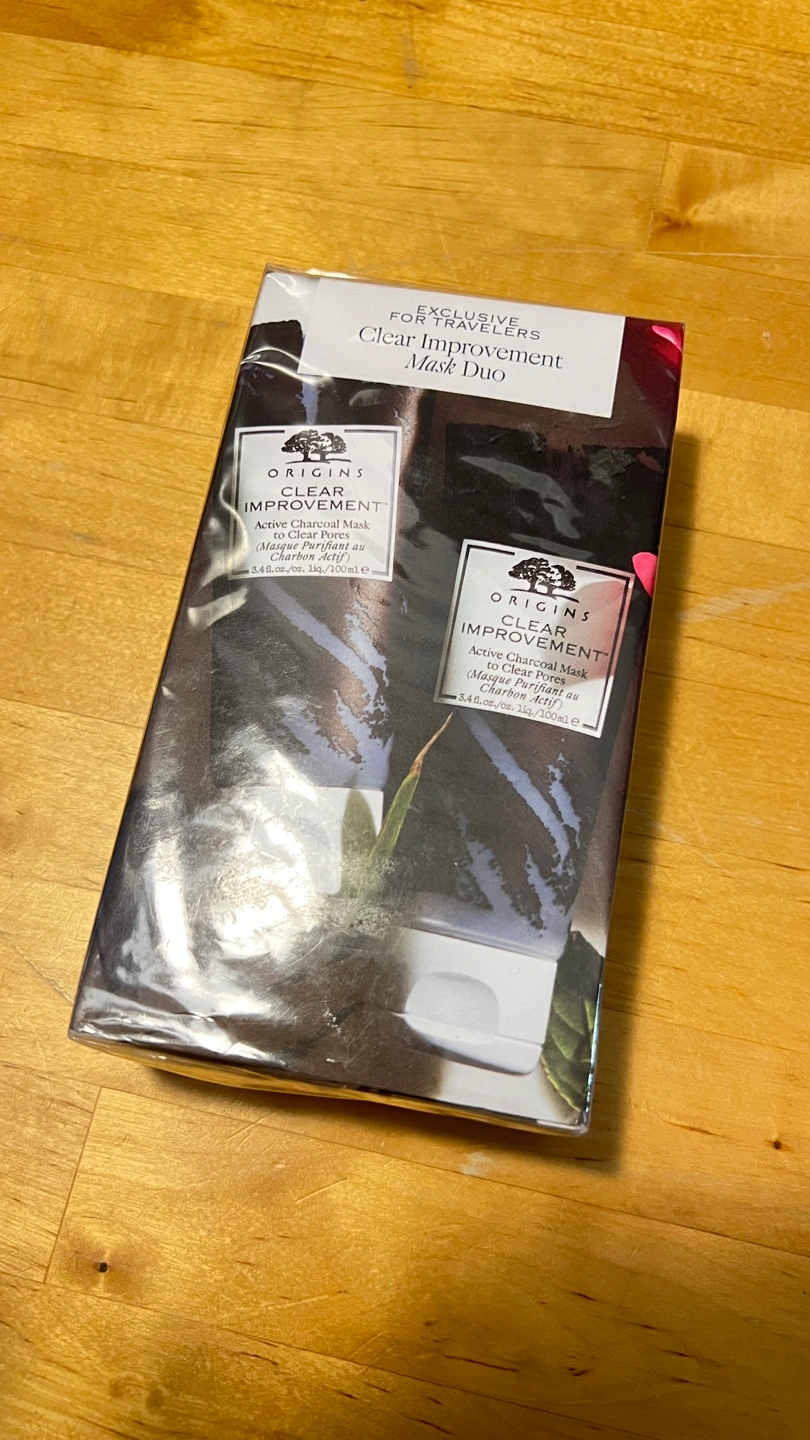 EXCLUSIVE
FOR TRAVELERS
Clear Improvement
Mask Duo
ORIGINS
CLEAR
IMPROVEMENT™
Active Charcoal Mask
to Clear Pores
(Masque Purifiant au
Charbon Actif)
3.4 fl.oz./oz. liq./100ml e
ORIGINS
CLEAR
IMPROVEMENT™
Active Charcoal Mask
to Clear Pores
(Masque Purifiant au
Charbon Actif)
3.4 fl.oz./oz. liq./100ml e